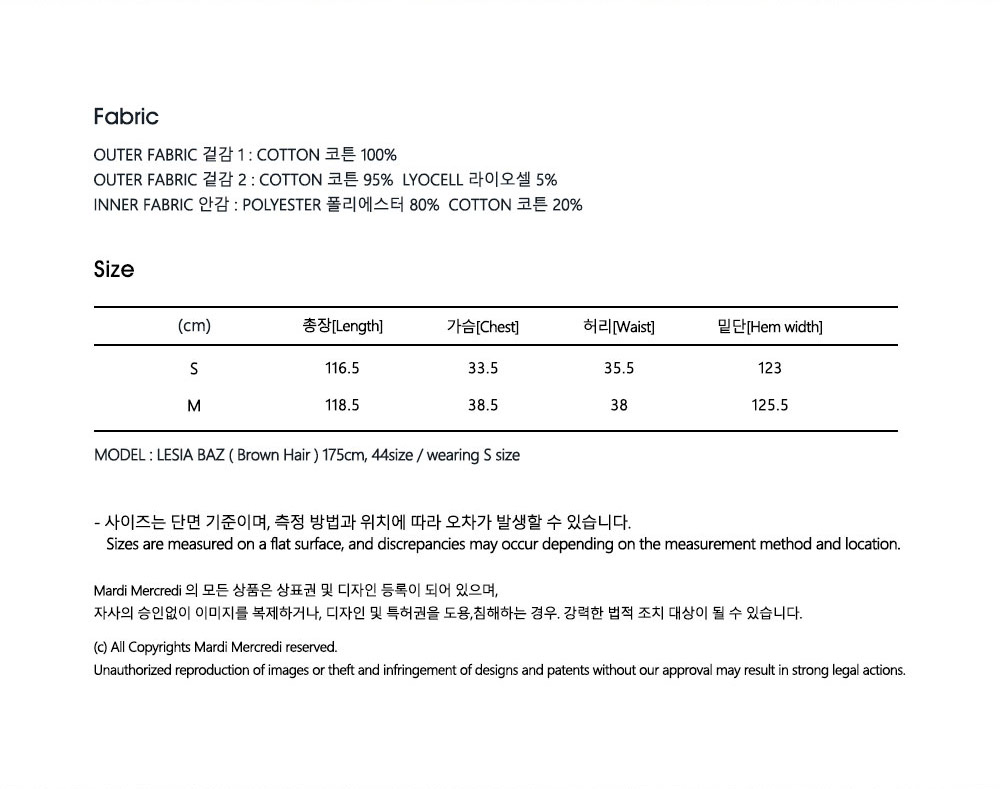 Fabric
OUTER FABRIC 겉감 1 : COTTON 코튼 100%
OUTER FABRIC 겉감 2 : COTTON 코튼 95% LYOCELL 라이오셀 5%
INNER FABRIC 안감 : POLYESTER 폴리에스터 80% COTTON 코튼 20%
Size
(cm) 총장[Length] 가슴[Chest] 허리[Waist] 밑단[Hem width]
S 116.5 33.5 35.5 123
M 118.5 38.5 38 125.5
MODEL : LESIA BAZ ( Brown Hair ) 175cm, 44size / wearing S size
- 사이즈는 단면 기준이며, 측정 방법과 위치에 따라 오차가 발생할 수 있습니다.
Sizes are measured on a flat surface, and discrepancies may occur depending on the measurement method and location.
Mardi Mercredi 의 모든 상품은 상표권 및 디자인 등록이 되어 있으며,
자사의 승인없이 이미지를 복제하거나, 디자인 및 특허권을 도용,침해하는 경우. 강력한 법적 조치 대상이 될 수 있습니다.
(c) All Copyrights Mardi Mercredi reserved.
Unauthorized reproduction of images or theft and infringement of designs and patents without our approval may result in strong legal actions.